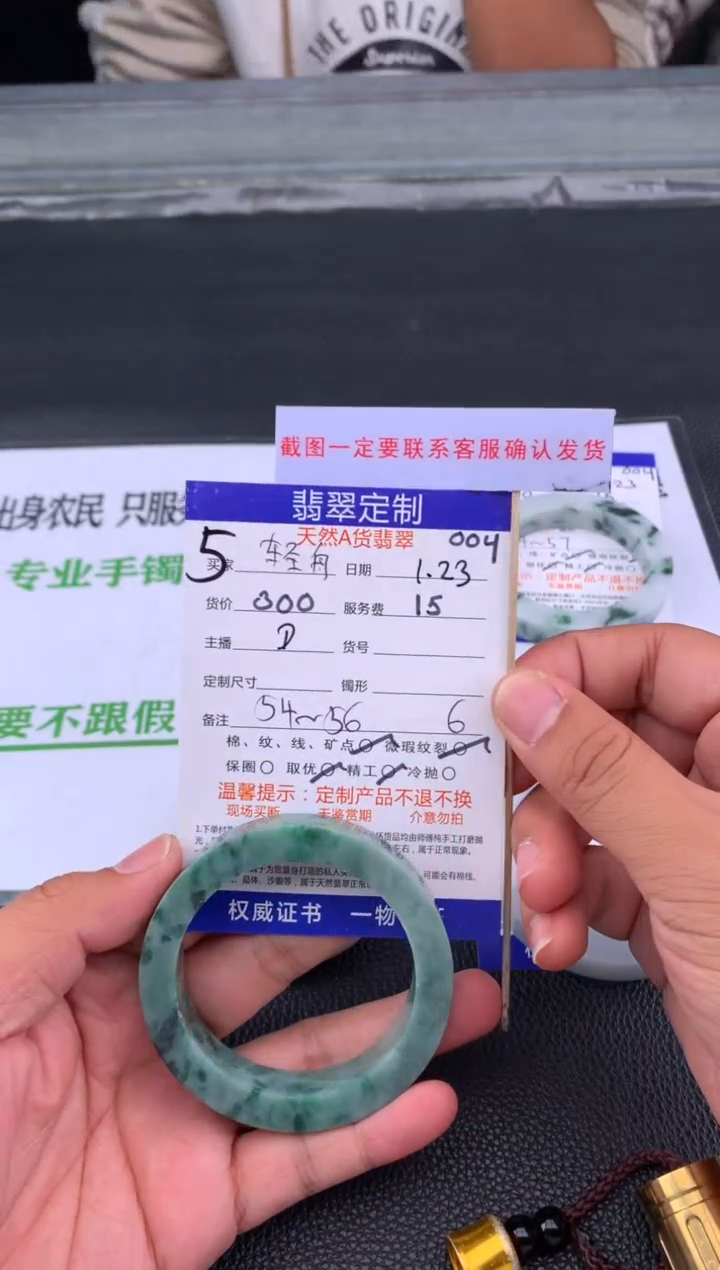 THE ORIGIN
Superior
截图一定要联系客服确认发货
出身农民 只服
专业手镯
要不跟假
翡翠定制
天然A货翡翠 004
5 买家 轻舟 日期 1.23
货价 300 服务费 15
主播 D 货号
定制尺寸 镯形
备注 54~56 6
棉、纹、线、矿点 微瑕纹裂
保圈 取优 精工 冷抛
温馨提示：定制产品不退不换
现场买断 无鉴赏期 介意勿拍
权威证书 一物
004
23
定制产品不退不换